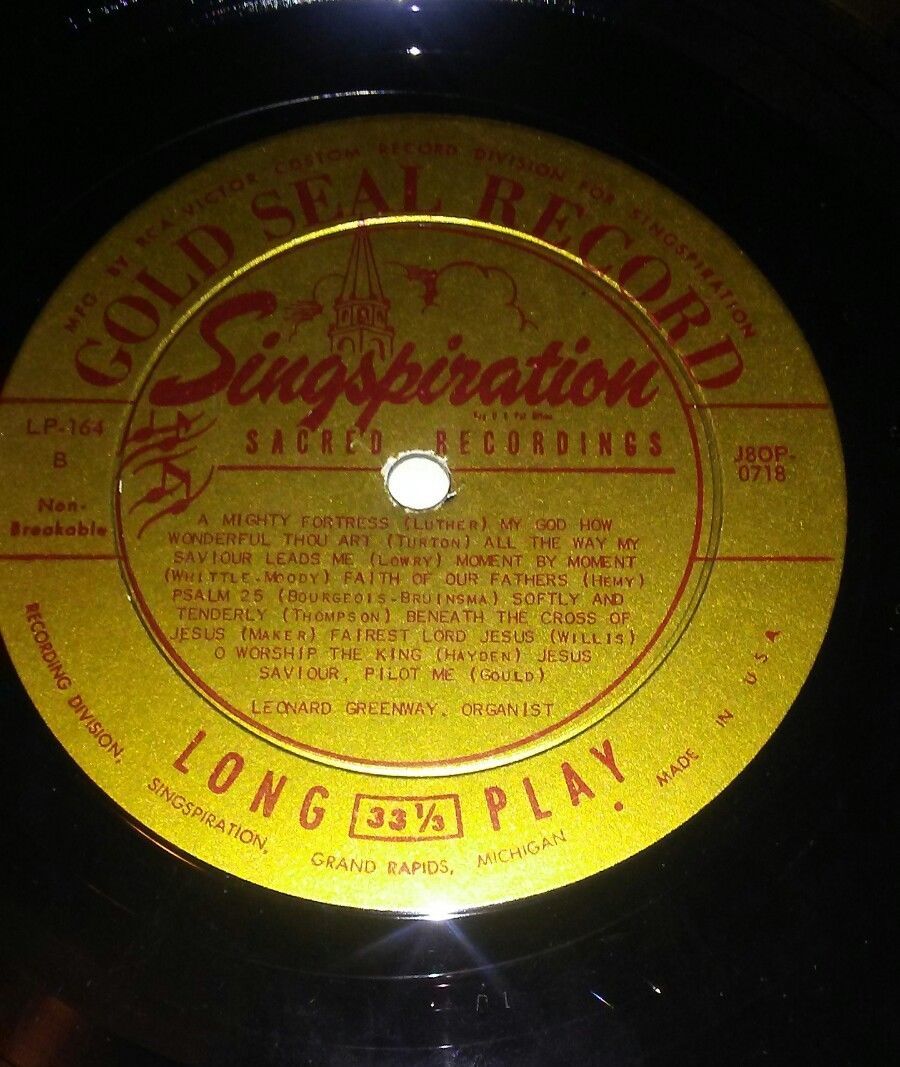 MFG BY RCA VICTOR CUSTOM RECORD DIVISION FOR SINGSPIRATION
GOLD SEAL RECORD
Singspiration
SACRED RECORDINGS
LP-164
B
Non-
Breakable
J8OP-
0718
A MIGHTY FORTRESS (LUTHER) MY GOD HOW
WONDERFUL THOU ART (TURTON) ALL THE WAY MY
SAVIOUR LEADS ME (LOWRY) MOMENT BY MOMENT
(WHITTLE-MOODY) FAITH OF OUR FATHERS (HEMY)
PSALM 25 (BOURGEOIS-BRUINSMA) SOFTLY AND
TENDERLY (THOMPSON) BENEATH THE CROSS OF
JESUS (MAKER) FAIREST LORD JESUS (WILLIS)
O WORSHIP THE KING (HAYDEN) JESUS
SAVIOUR, PILOT ME (GOULD)
LEONARD GREENWAY, ORGANIST
LONG 33 1/3 PLAY
RECORDING DIVISION, SINGSPIRATION, GRAND RAPIDS, MICHIGAN
MADE IN U S A